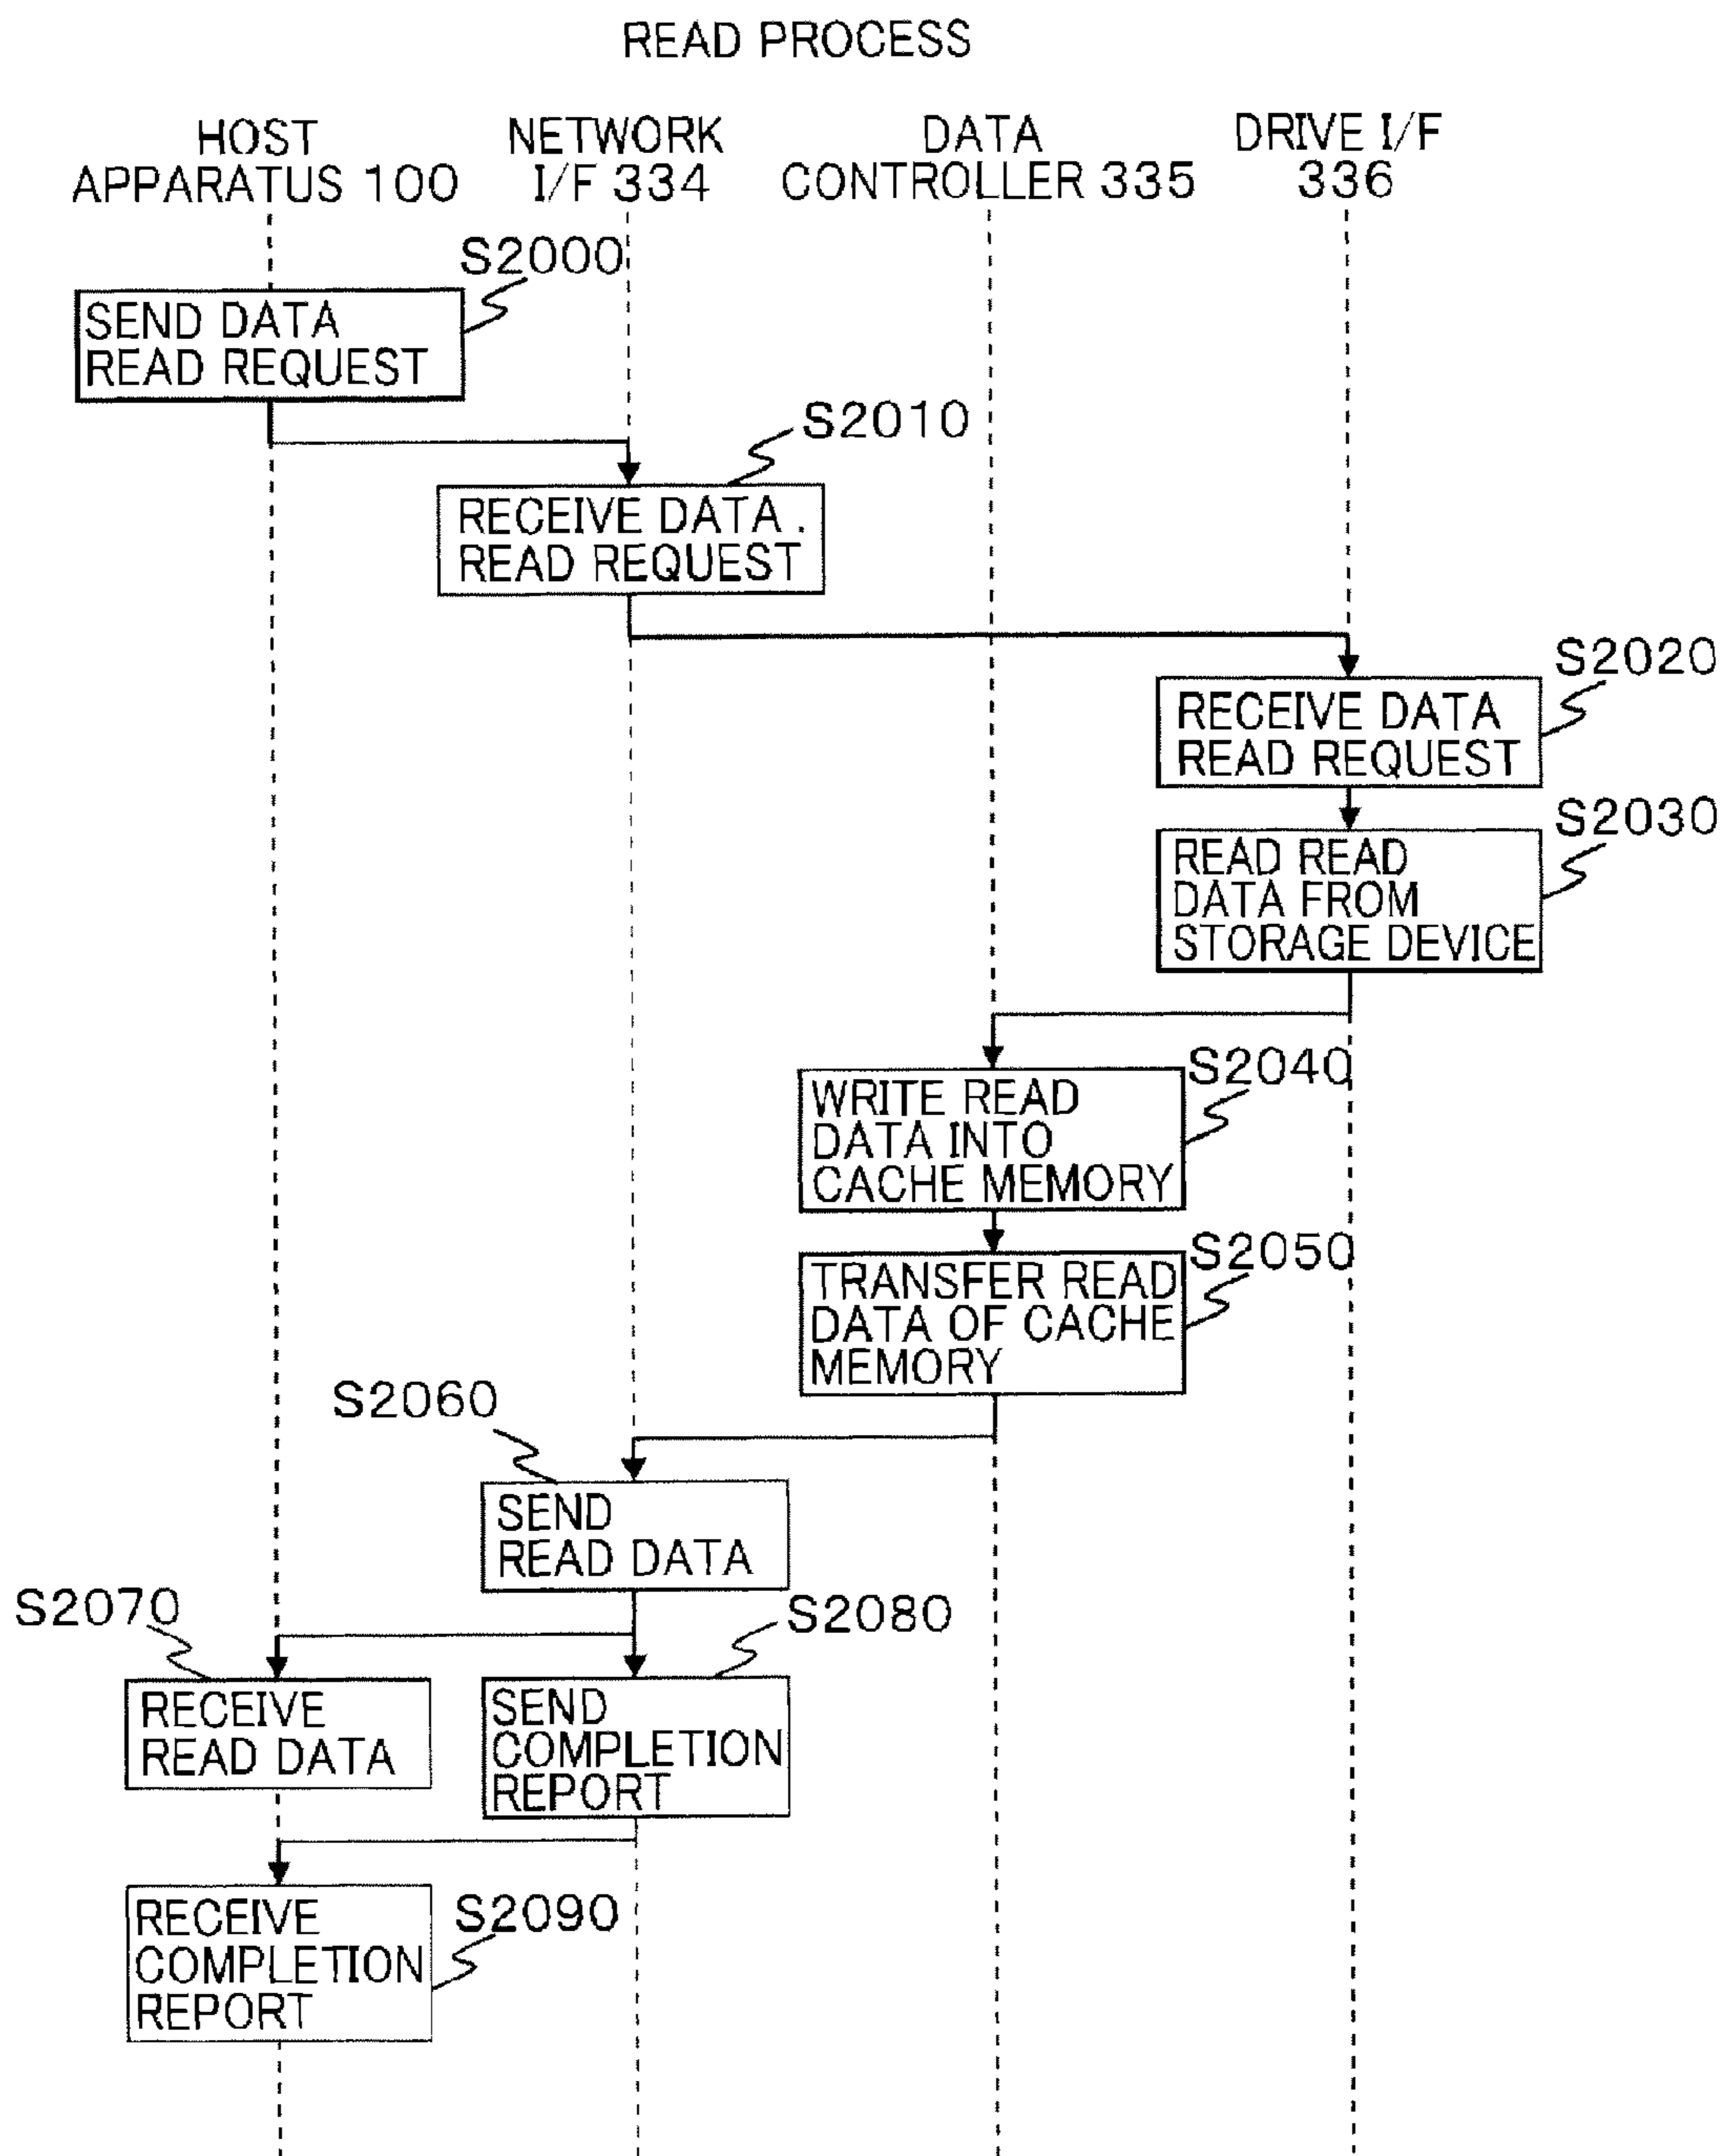 READ PROCESS
HOST
APPARATUS 100
NETWORK
I/F 334
DATA
CONTROLLER 335
DRIVE I/F
336
S2000
SEND DATA
READ REQUEST
S2010
RECEIVE DATA .
READ REQUEST
S2020
RECEIVE DATA
READ REQUEST
S2030
READ READ
DATA FROM
STORAGE DEVICE
S2040
WRITE READ
DATA INTO
CACHE MEMORY
S2050
TRANSFER READ
DATA OF CACHE
MEMORY
S2060
SEND
READ DATA
S2070
RECEIVE
READ DATA
S2080
SEND
COMPLETION
REPORT
S2090
RECEIVE
COMPLETION
REPORT